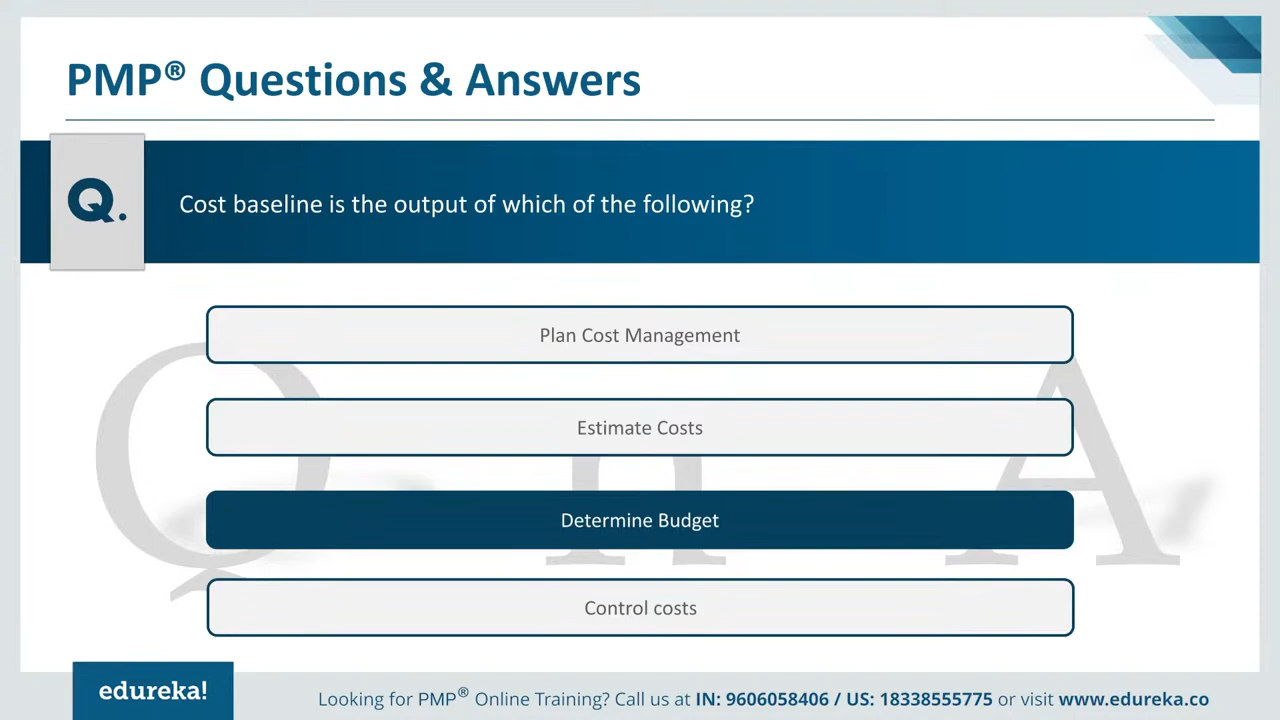 PMP® Questions & Answers
Q.
Cost baseline is the output of which of the following?
Plan Cost Management
Estimate Costs
Determine Budget
Control costs
Q n A
edureka!
Looking for PMP® Online Training? Call us at IN: 9606058406 / US: 18338555775 or visit www.edureka.co